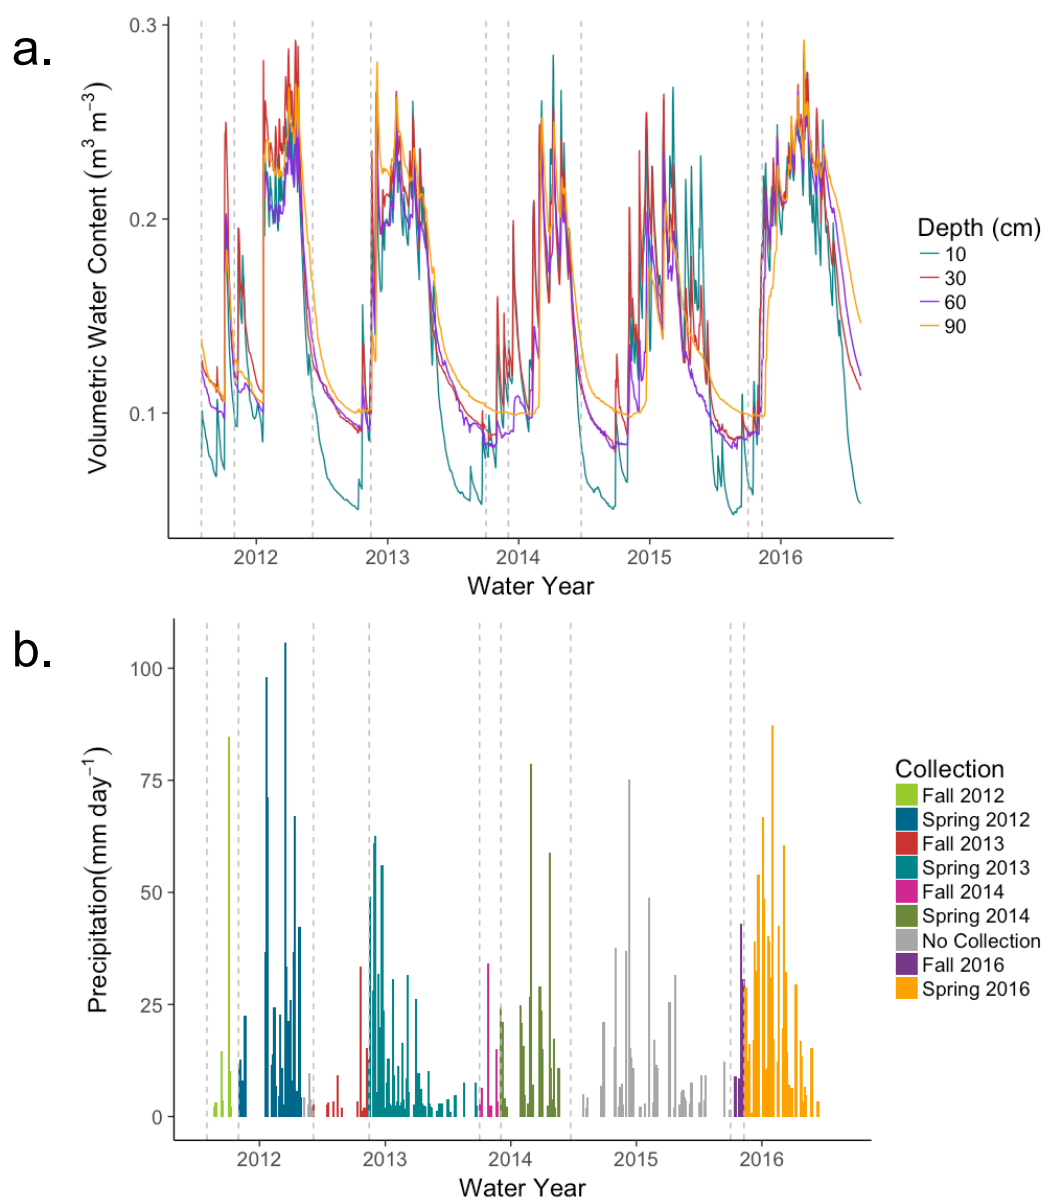 a.
0.3
0.2
0.1
Volumetric Water Content (m³ m⁻³)
2012 2013 2014 2015 2016
Water Year
Depth (cm)
10
30
60
90
b.
100
75
50
25
0
Precipitation(mm day⁻¹)
2012 2013 2014 2015 2016
Water Year
Collection
Fall 2012
Spring 2012
Fall 2013
Spring 2013
Fall 2014
Spring 2014
No Collection
Fall 2016
Spring 2016